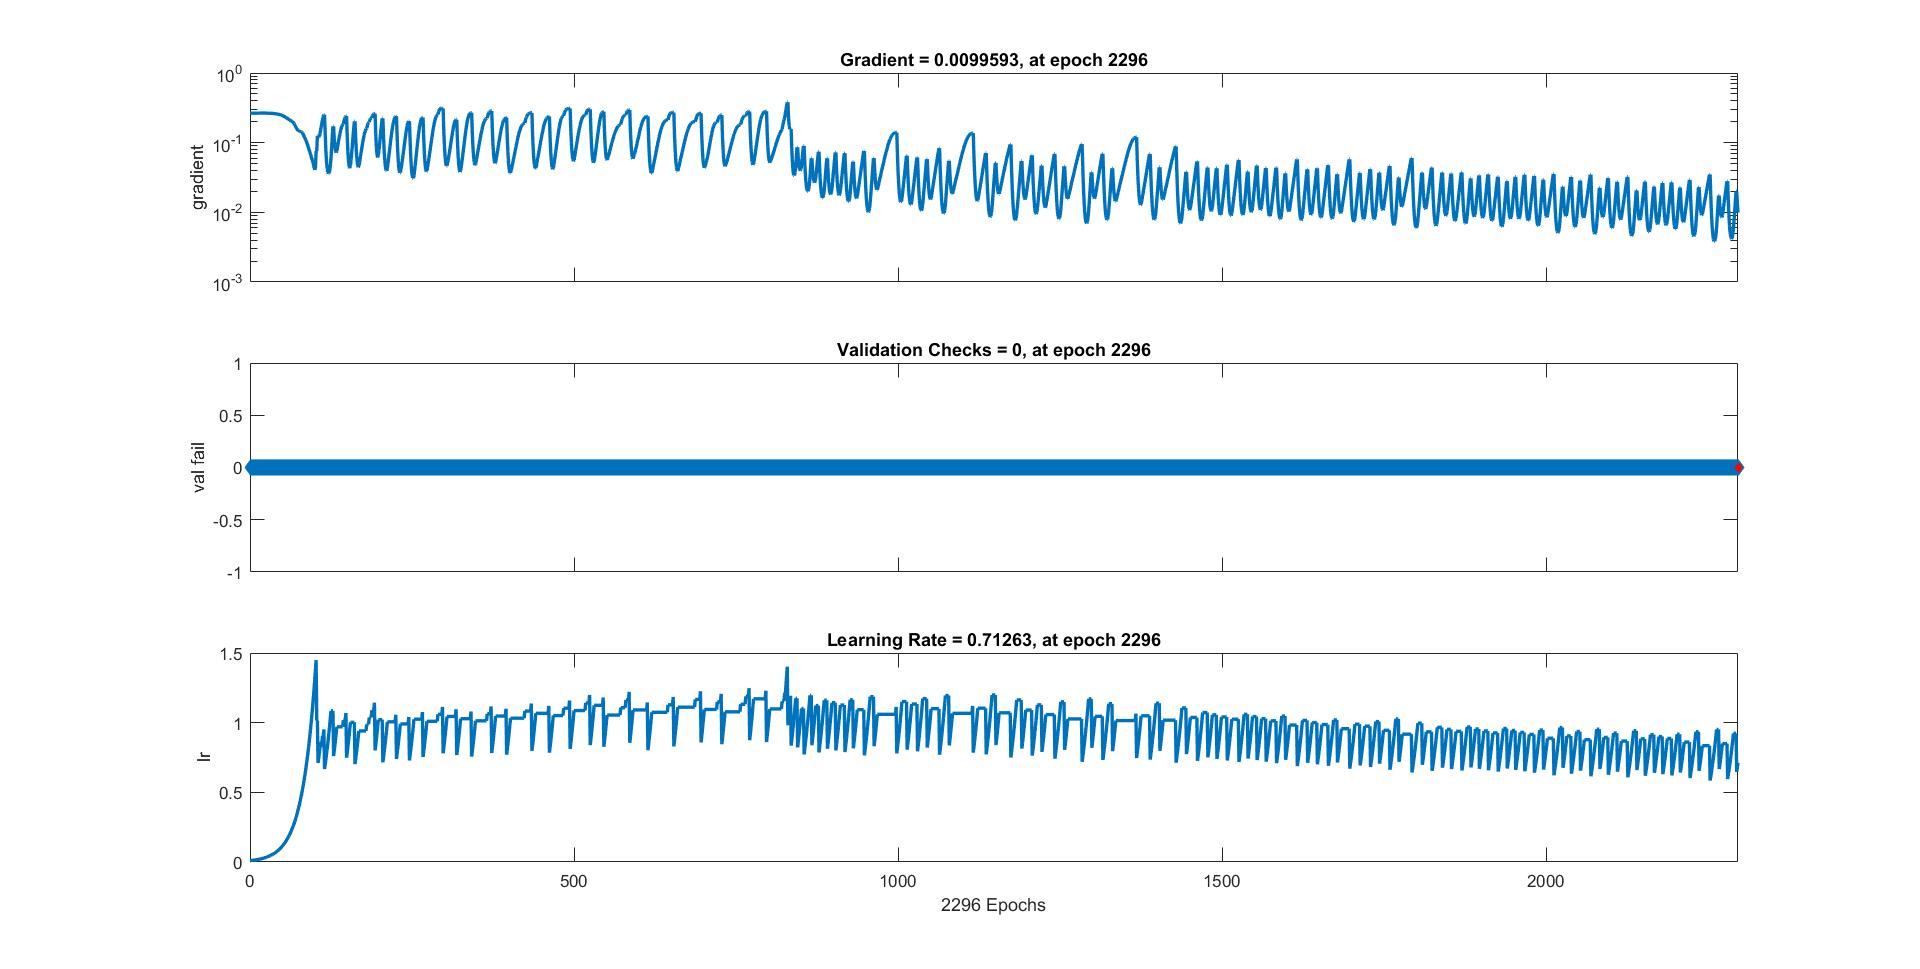 Gradient = 0.0099593, at epoch 2296
10^0
10^-1
10^-2
10^-3
gradient
Validation Checks = 0, at epoch 2296
1
0.5
0
-0.5
-1
val fail
Learning Rate = 0.71263, at epoch 2296
1.5
1
0.5
0
lr
0 500 1000 1500 2000
2296 Epochs